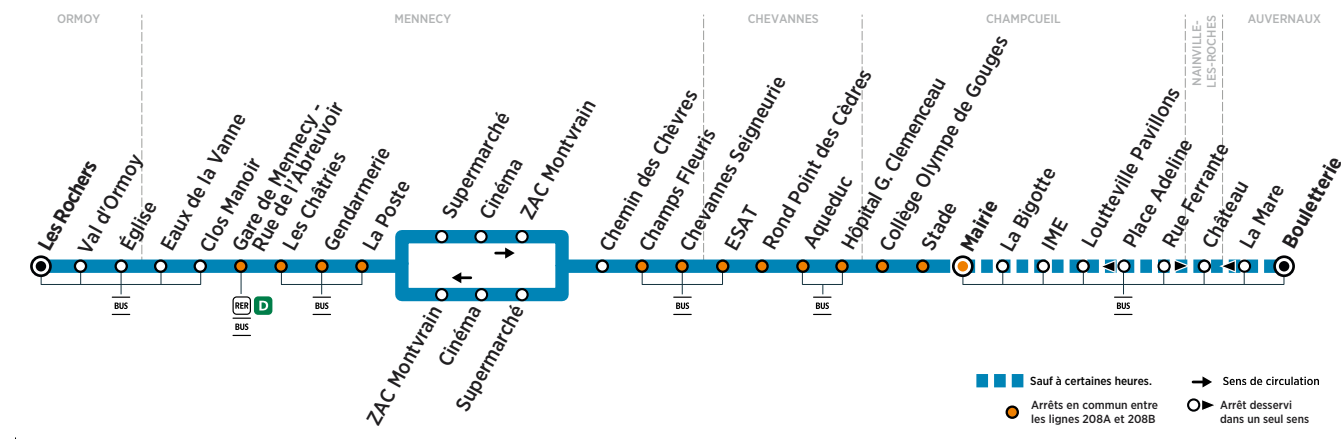 ORMOY
MENNECY
CHEVANNES
CHAMPCUEIL
NAINVILLE-
LES-ROCHES
AUVERNAUX
Les Rochers
Val d'Ormoy
Église
Eaux de la Vanne
Clos Manoir
Gare de Mennecy -
Rue de l'Abreuvoir
Les Châtries
Gendarmerie
La Poste
Supermarché
Cinéma
ZAC Montvrain
ZAC Montvrain
Cinéma
Supermarché
Chemin des Chèvres
Champs Fleuris
Chevannes Seigneurie
ESAT
Rond Point des Cèdres
Aqueduc
Hôpital G. Clemenceau
Collège Olympe de Gouges
Stade
Mairie
La Bigotte
IME
Loutteville Pavillons
Place Adeline
Rue Ferrante
Château
La Mare
Bouletterie
BUS
RER D
BUS
BUS
BUS
BUS
BUS
Sauf à certaines heures.
Sens de circulation
Arrêts en commun entre
les lignes 208A et 208B
Arrêt desservi
dans un seul sens